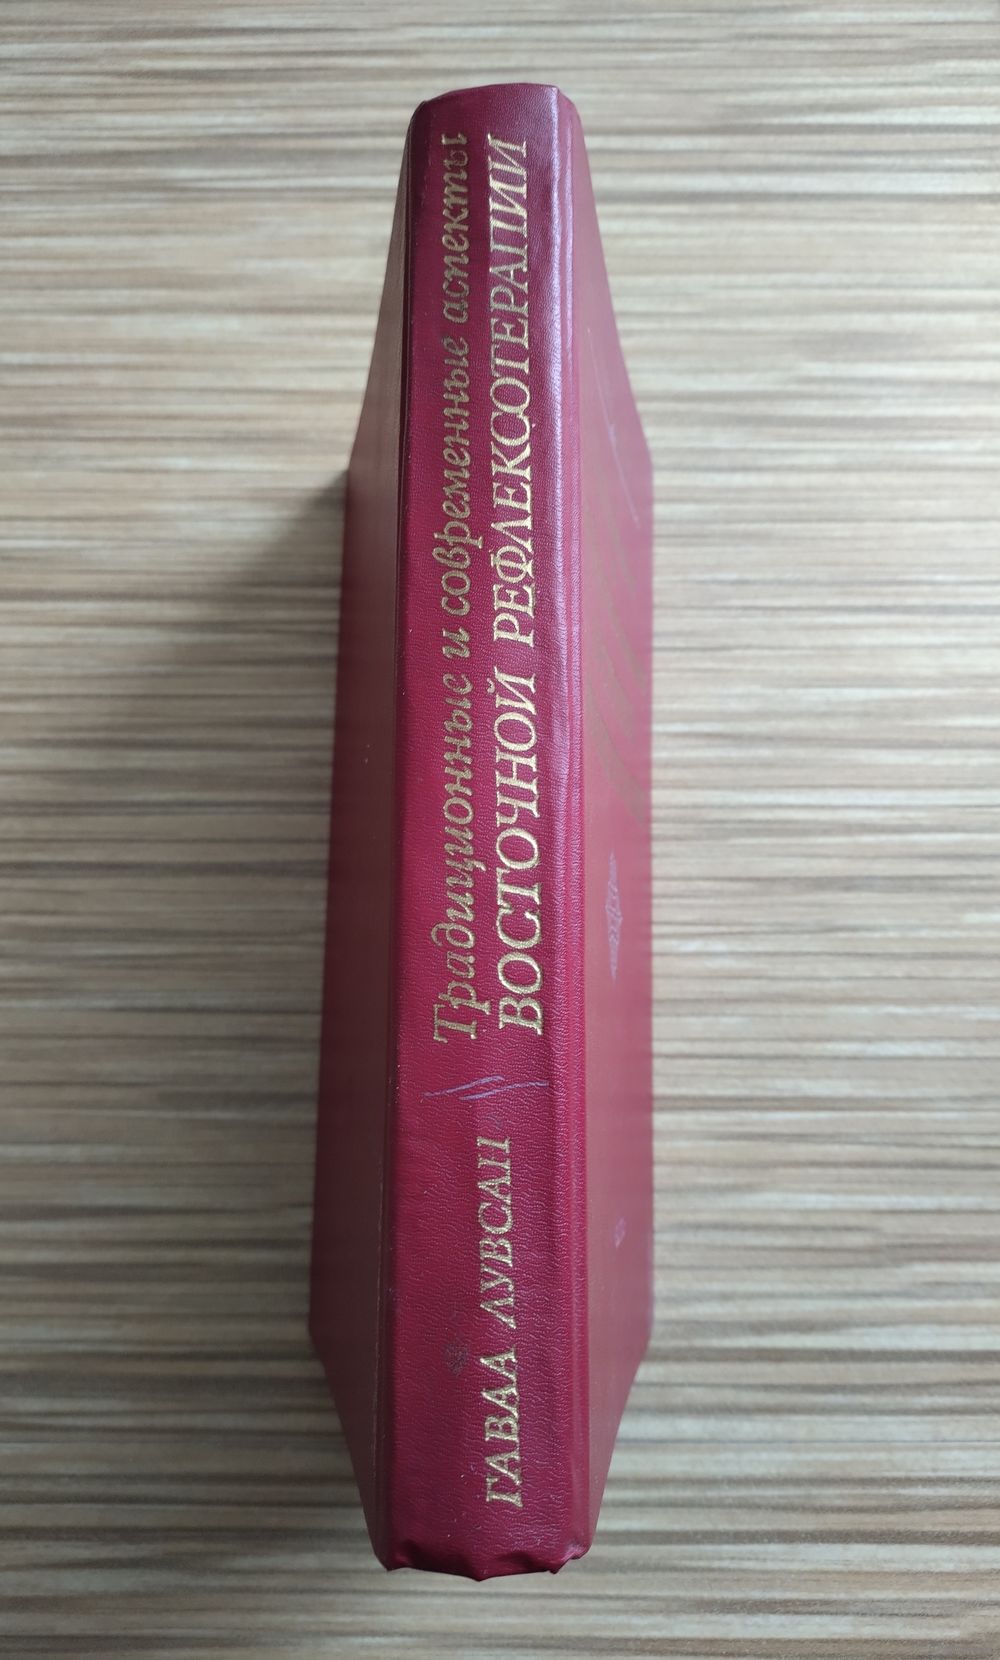 ГАВАА ЛУВСАН
Традиционные и современные аспекты
ВОСТОЧНОЙ РЕФЛЕКСОТЕРАПИИ